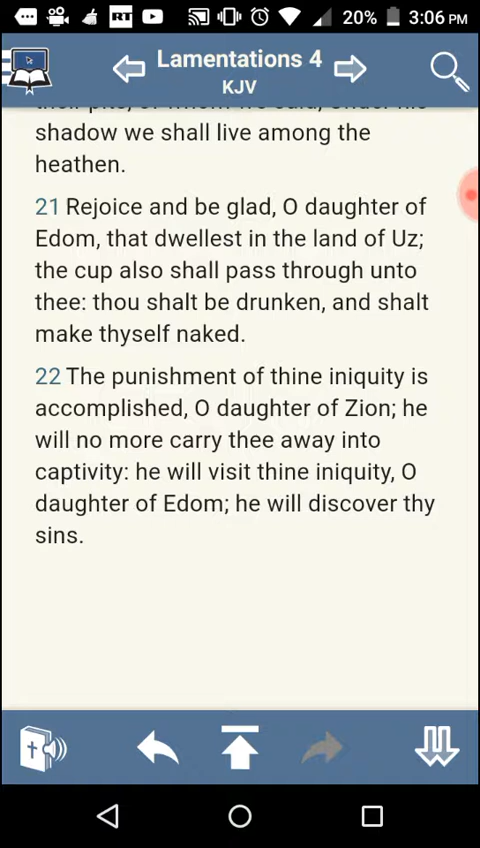 RT
20%
3:06 PM
Lamentations 4
KJV
shadow we shall live among the
heathen.
21 Rejoice and be glad, O daughter of
Edom, that dwellest in the land of Uz;
the cup also shall pass through unto
thee: thou shalt be drunken, and shalt
make thyself naked.
22 The punishment of thine iniquity is
accomplished, O daughter of Zion; he
will no more carry thee away into
captivity: he will visit thine iniquity, O
daughter of Edom; he will discover thy
sins.